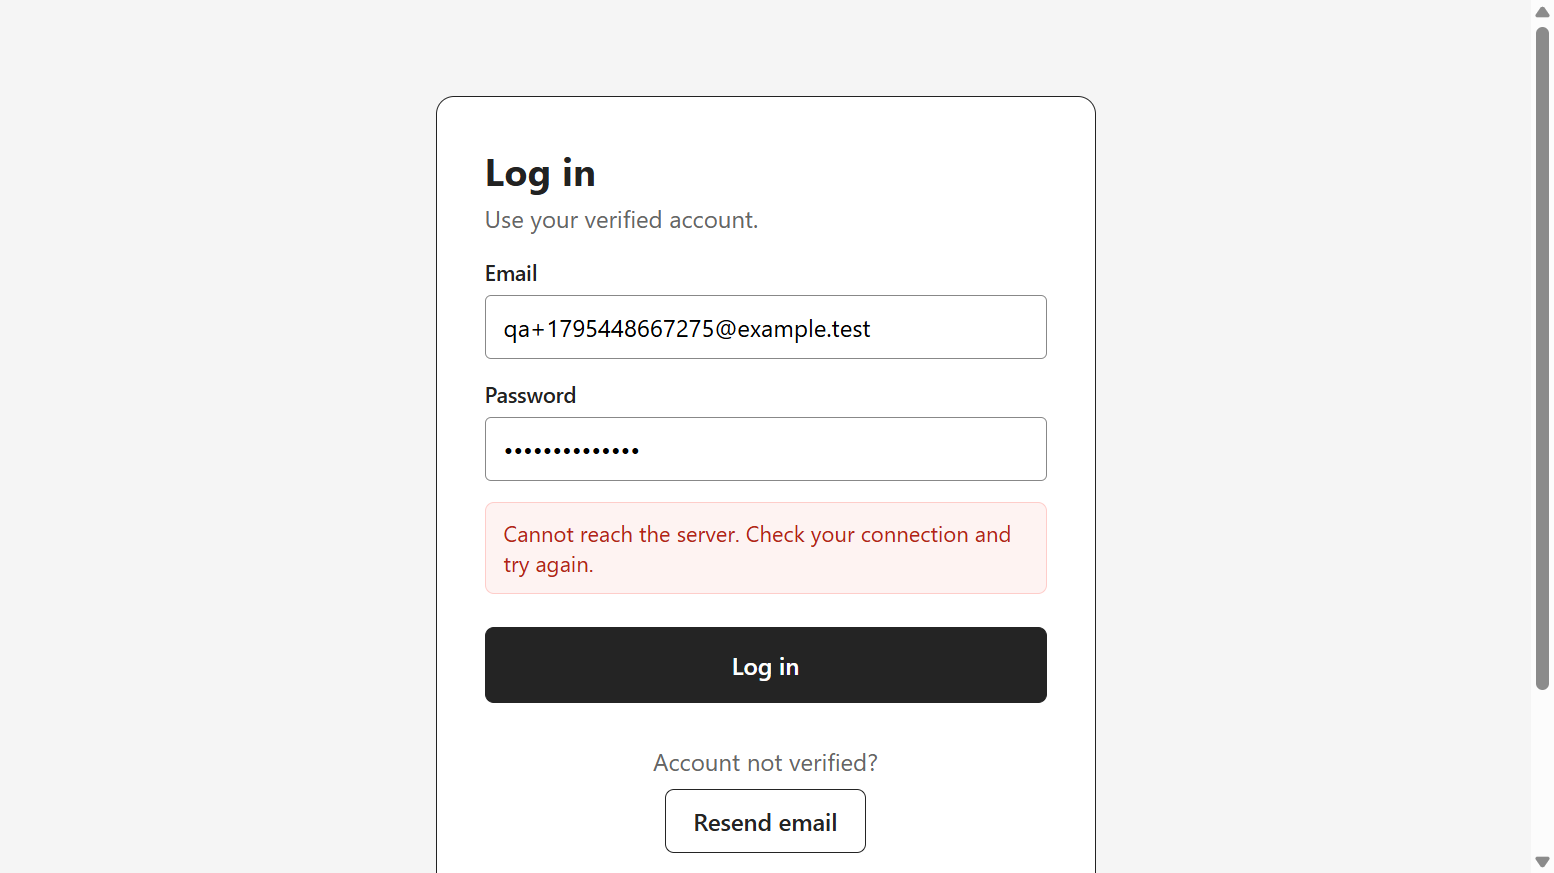 Log in
Use your verified account.
Email
qa+1795448667275@example.test
Password
••••••••••••••
Cannot reach the server. Check your connection and
try again.
Log in
Account not verified?
Resend email